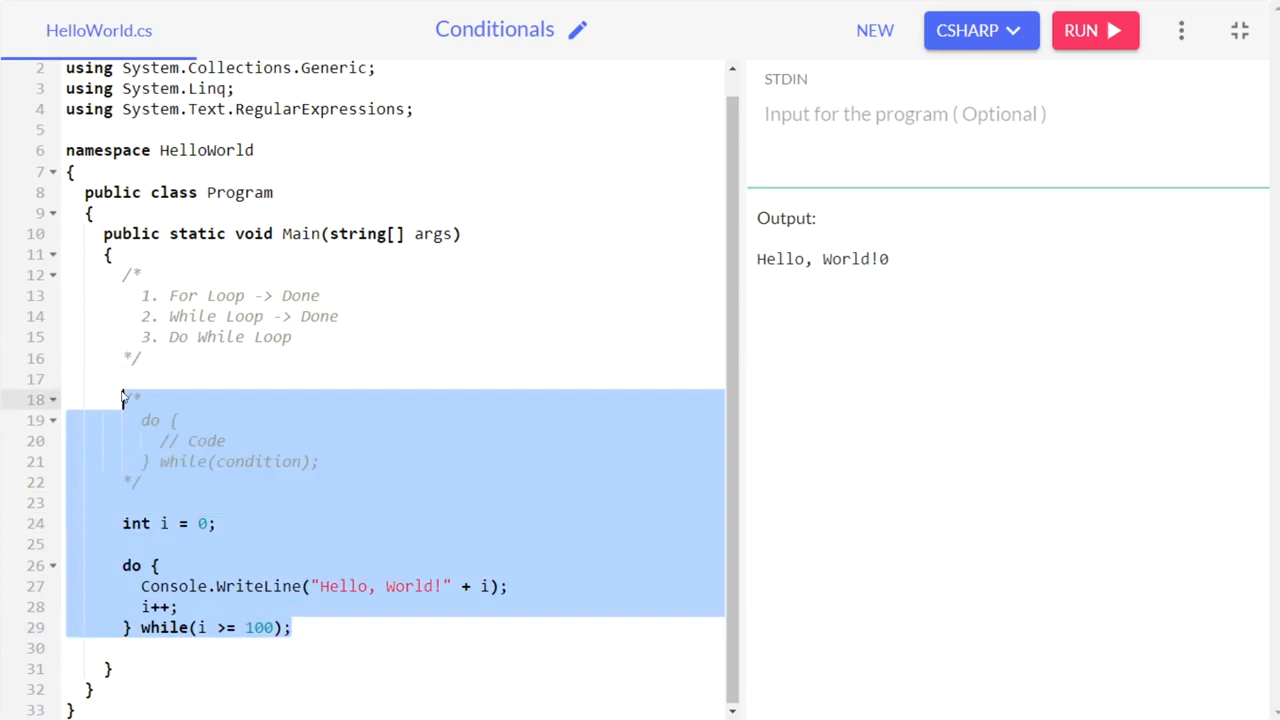 HelloWorld.cs
Conditionals
NEW
CSHARP
RUN
2 using System.Collections.Generic;
3 using System.Linq;
4 using System.Text.RegularExpressions;
5
6 namespace HelloWorld
7 {
8 public class Program
9 {
10 public static void Main(string[] args)
11 {
12 /*
13 1. For Loop -> Done
14 2. While Loop -> Done
15 3. Do While Loop
16 */
17
18 /*
19 do {
20 // Code
21 } while(condition);
22 */
23
24 int i = 0;
25
26 do {
27 Console.WriteLine("Hello, World!" + i);
28 i++;
29 } while(i >= 100);
30
31 }
32 }
33 }
STDIN
Input for the program ( Optional )
Output:
Hello, World!0